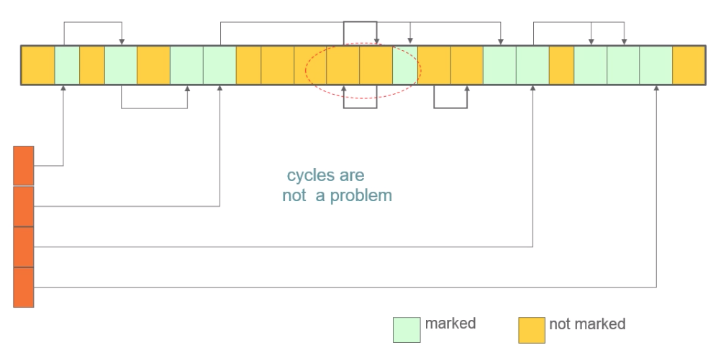 cycles are
not a problem
marked
not marked